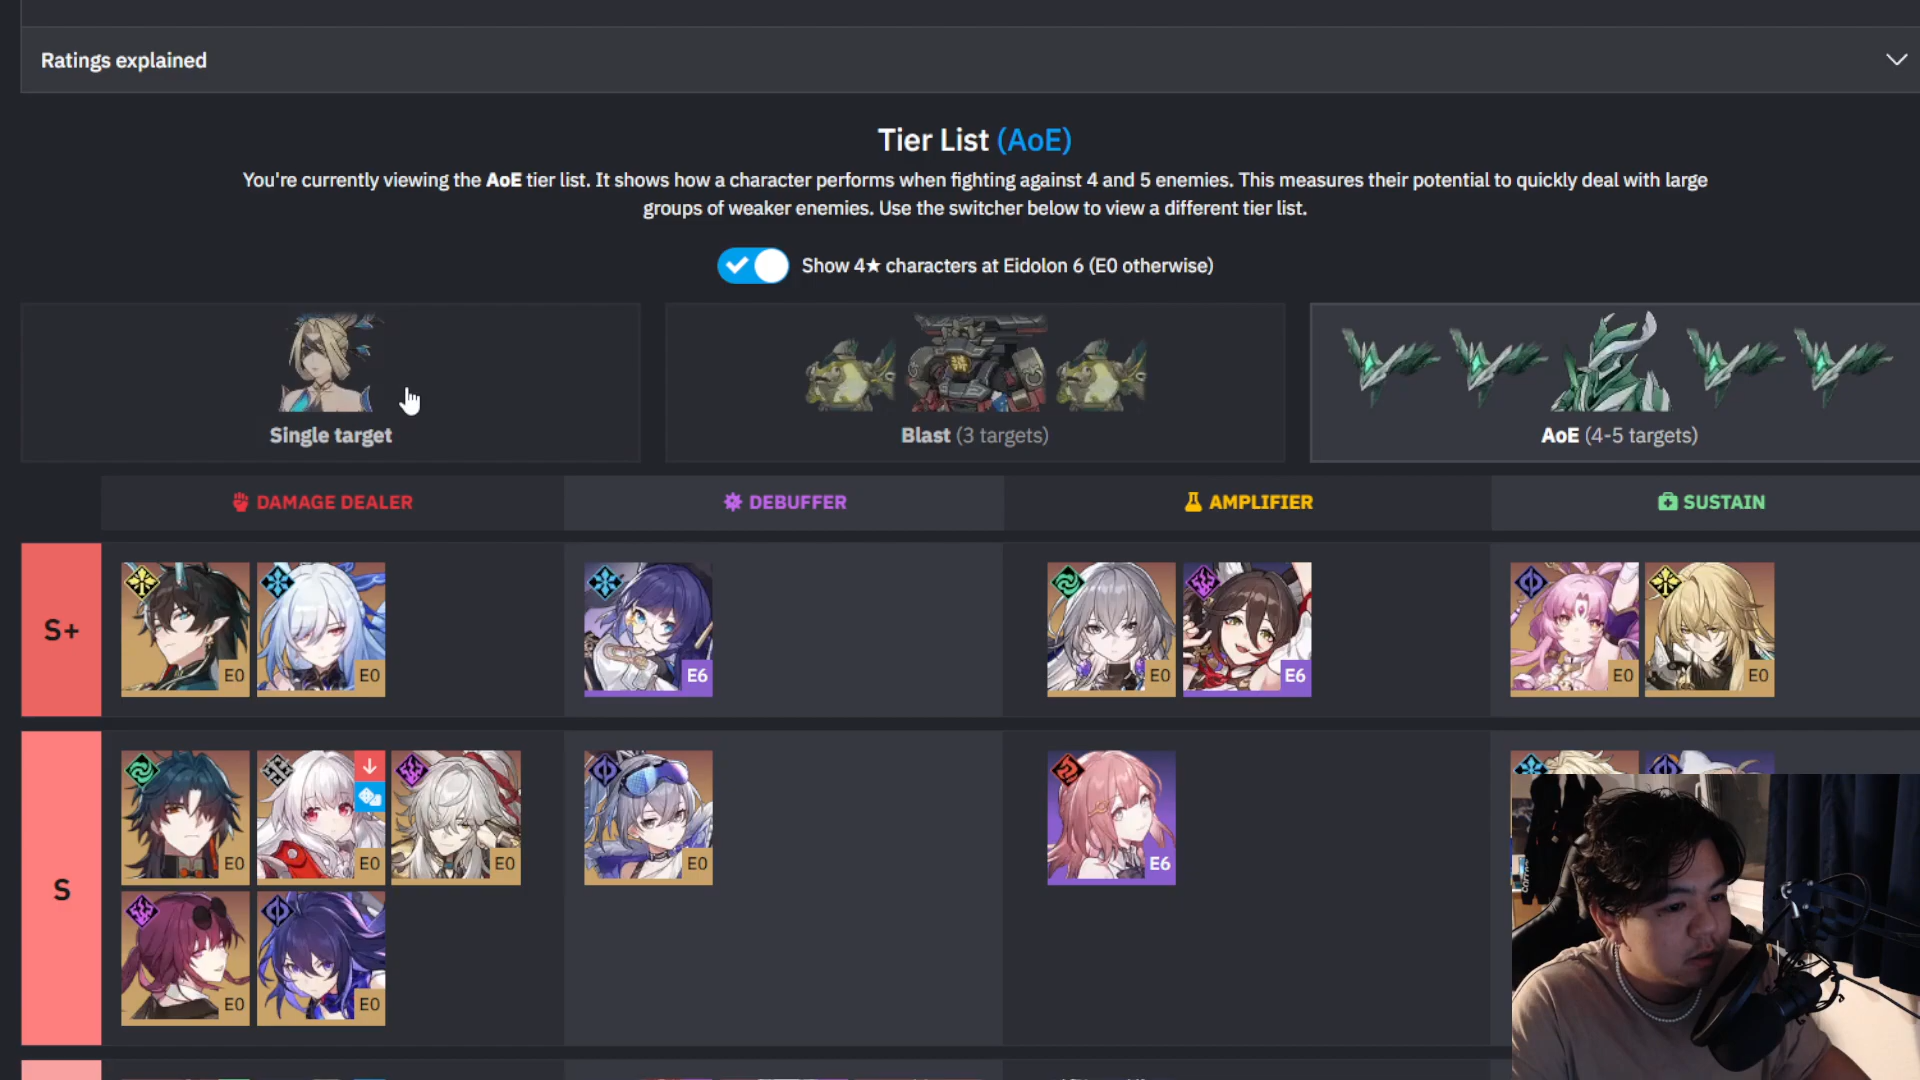 Ratings explained
Tier List (AoE)
You're currently viewing the AoE tier list. It shows how a character performs when fighting against 4 and 5 enemies. This measures their potential to quickly deal with large
groups of weaker enemies. Use the switcher below to view a different tier list.
Show 4★ characters at Eidolon 6 (E0 otherwise)
Single target
Blast (3 targets)
AoE (4-5 targets)
DAMAGE DEALER
DEBUFFER
AMPLIFIER
SUSTAIN
S+
E0
E0
E6
E0
E6
E0
E0
S
E0
E0
E0
E0
E6
E0
E0